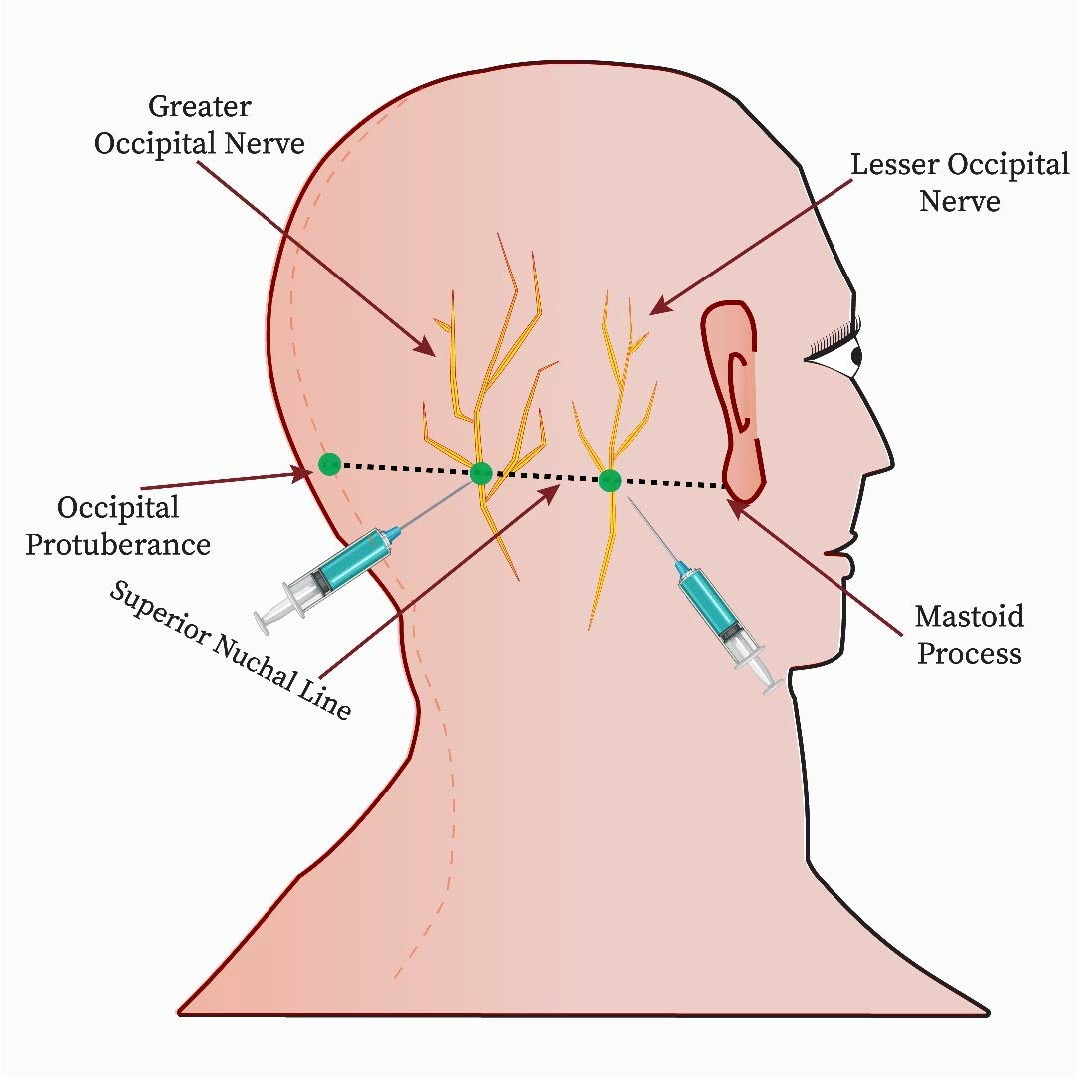 Greater
Occipital Nerve
Lesser Occipital
Nerve
Occipital
Protuberance
Superior Nuchal Line
Mastoid
Process